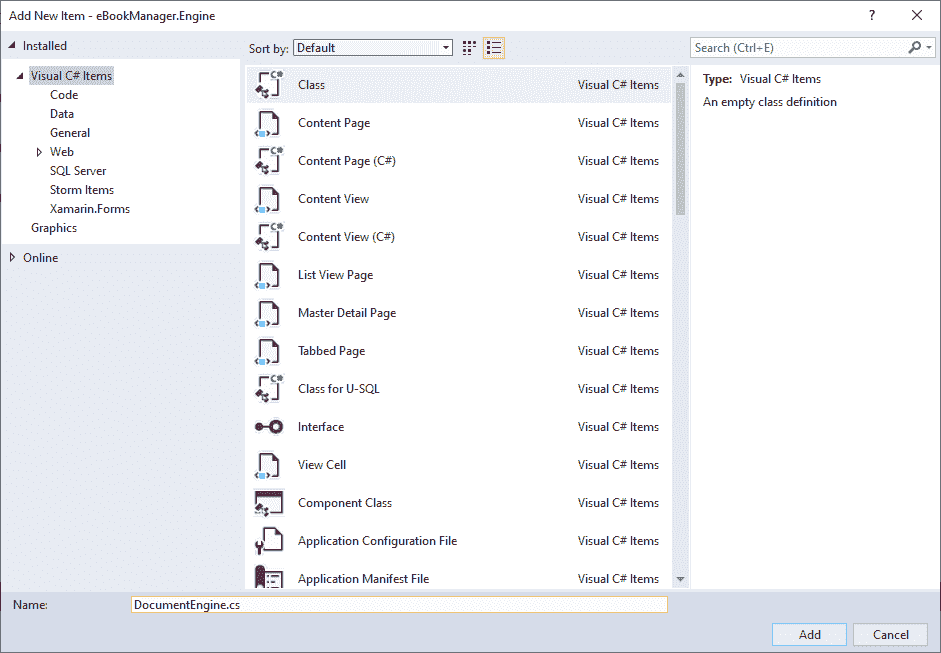 Add New Item - eBookManager.Engine
?
Installed
Visual C# Items
Code
Data
General
Web
SQL Server
Storm Items
Xamarin.Forms
Graphics
Online
Sort by: Default
Search (Ctrl+E)
Class Visual C# Items
Content Page Visual C# Items
Content Page (C#) Visual C# Items
Content View Visual C# Items
Content View (C#) Visual C# Items
List View Page Visual C# Items
Master Detail Page Visual C# Items
Tabbed Page Visual C# Items
Class for U-SQL Visual C# Items
Interface Visual C# Items
View Cell Visual C# Items
Component Class Visual C# Items
Application Configuration File Visual C# Items
Application Manifest File Visual C# Items
Type: Visual C# Items
An empty class definition
Name: DocumentEngine.cs
Add Cancel